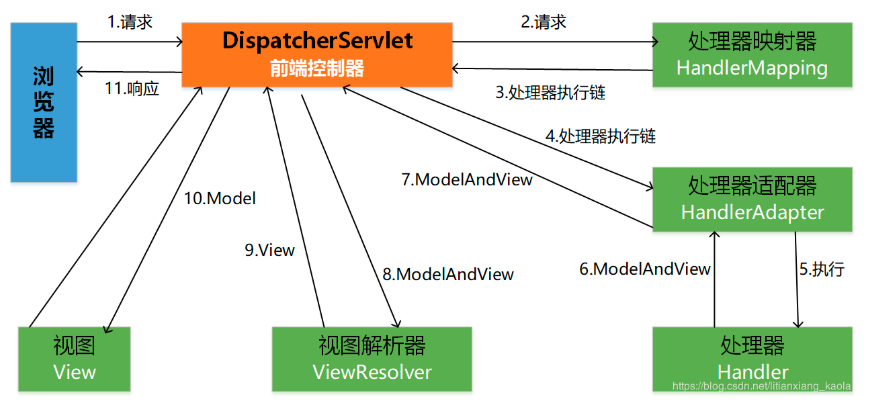 1.请求
11.响应
浏览器
DispatcherServlet
前端控制器
2.请求
3.处理器执行链
处理器映射器
HandlerMapping
4.处理器执行链
7.ModelAndView
处理器适配器
HandlerAdapter
10.Model
9.View
8.ModelAndView
6.ModelAndView
5.执行
视图
View
视图解析器
ViewResolver
处理器
Handler
https://blog.csdn.net/litianxiang_kaola